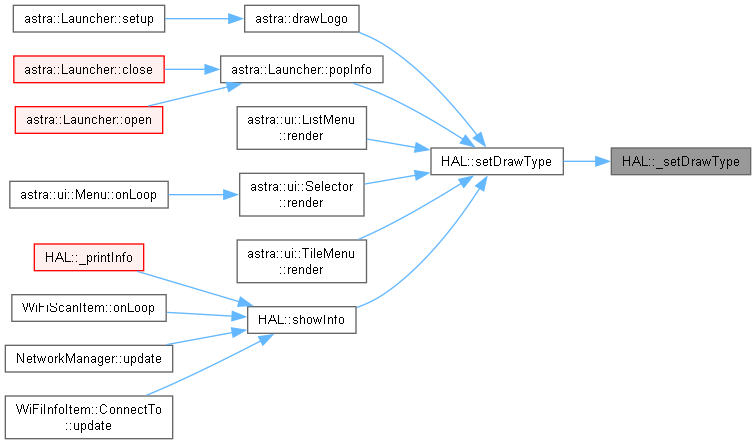 astra::Launcher::setup
astra::drawLogo
astra::Launcher::close
astra::Launcher::popInfo
astra::Launcher::open
astra::ui::ListMenu
::render
HAL::setDrawType
HAL::_setDrawType
astra::ui::Menu::onLoop
astra::ui::Selector
::render
astra::ui::TileMenu
::render
HAL::_printInfo
WiFiScanItem::onLoop
HAL::showInfo
NetworkManager::update
WiFiInfoItem::ConnectTo
::update